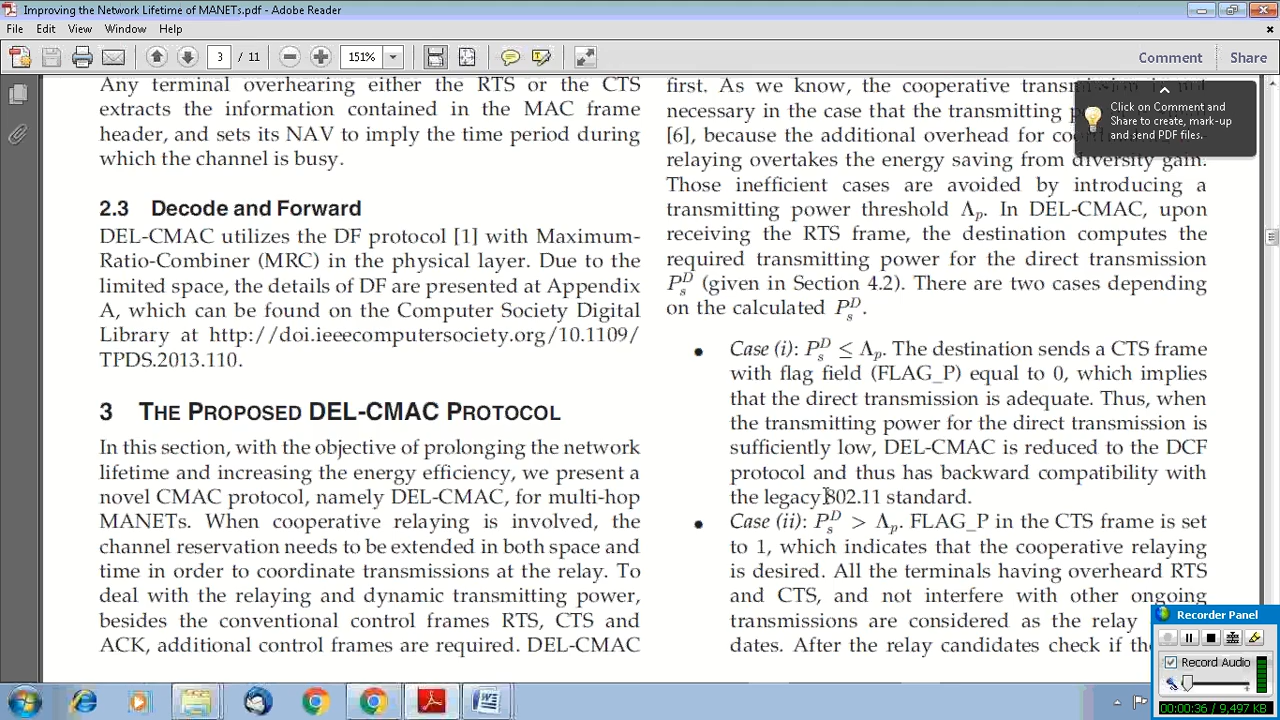 Improving the Network Lifetime of MANETs.pdf - Adobe Reader
File Edit View Window Help
3 / 11 151% Comment Share
Any terminal overhearing either the RTS or the CTS
extracts the information contained in the MAC frame
header, and sets its NAV to imply the time period during
which the channel is busy.
2.3 Decode and Forward
DEL-CMAC utilizes the DF protocol [1] with Maximum-
Ratio-Combiner (MRC) in the physical layer. Due to the
limited space, the details of DF are presented at Appendix
A, which can be found on the Computer Society Digital
Library at http://doi.ieeecomputersociety.org/10.1109/
TPDS.2013.110.
3 THE PROPOSED DEL-CMAC PROTOCOL
In this section, with the objective of prolonging the network
lifetime and increasing the energy efficiency, we present a
novel CMAC protocol, namely DEL-CMAC, for multi-hop
MANETs. When cooperative relaying is involved, the
channel reservation needs to be extended in both space and
time in order to coordinate transmissions at the relay. To
deal with the relaying and dynamic transmitting power,
besides the conventional control frames RTS, CTS and
ACK, additional control frames are required. DEL-CMAC
first. As we know, the cooperative
necessary in the case that the transmitting
[6], because the additional overhead for
relaying overtakes the energy saving from diversity gain.
Those inefficient cases are avoided by introducing a
transmitting power threshold Λp. In DEL-CMAC, upon
receiving the RTS frame, the destination computes the
required transmitting power for the direct transmission
P_s^D (given in Section 4.2). There are two cases depending
on the calculated P_s^D.
• Case (i): P_s^D ≤ Λp. The destination sends a CTS frame
with flag field (FLAG_P) equal to 0, which implies
that the direct transmission is adequate. Thus, when
the transmitting power for the direct transmission is
sufficiently low, DEL-CMAC is reduced to the DCF
protocol and thus has backward compatibility with
the legacy 802.11 standard.
• Case (ii): P_s^D > Λp. FLAG_P in the CTS frame is set
to 1, which indicates that the cooperative relaying
is desired. All the terminals having overheard RTS
and CTS, and not interfere with other ongoing
transmissions are considered as the relay
dates. After the relay candidates check if
Click on Comment and
Share to create, mark-up
and send PDF files.
Recorder Panel
Record Audio
00:00:36 / 9,497 KB